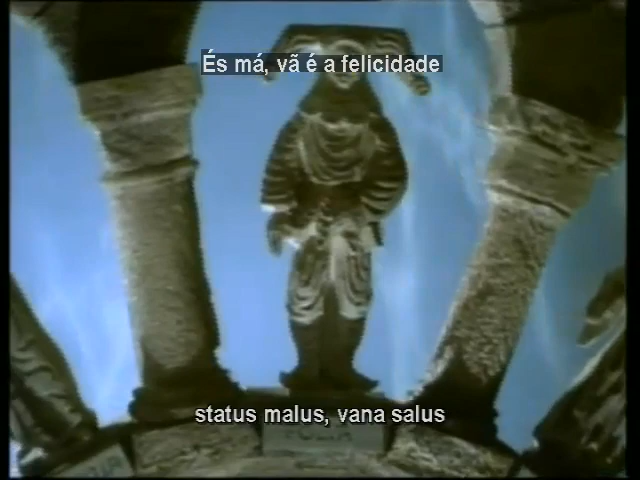 És má, vã é a felicidade
status malus, vana salus